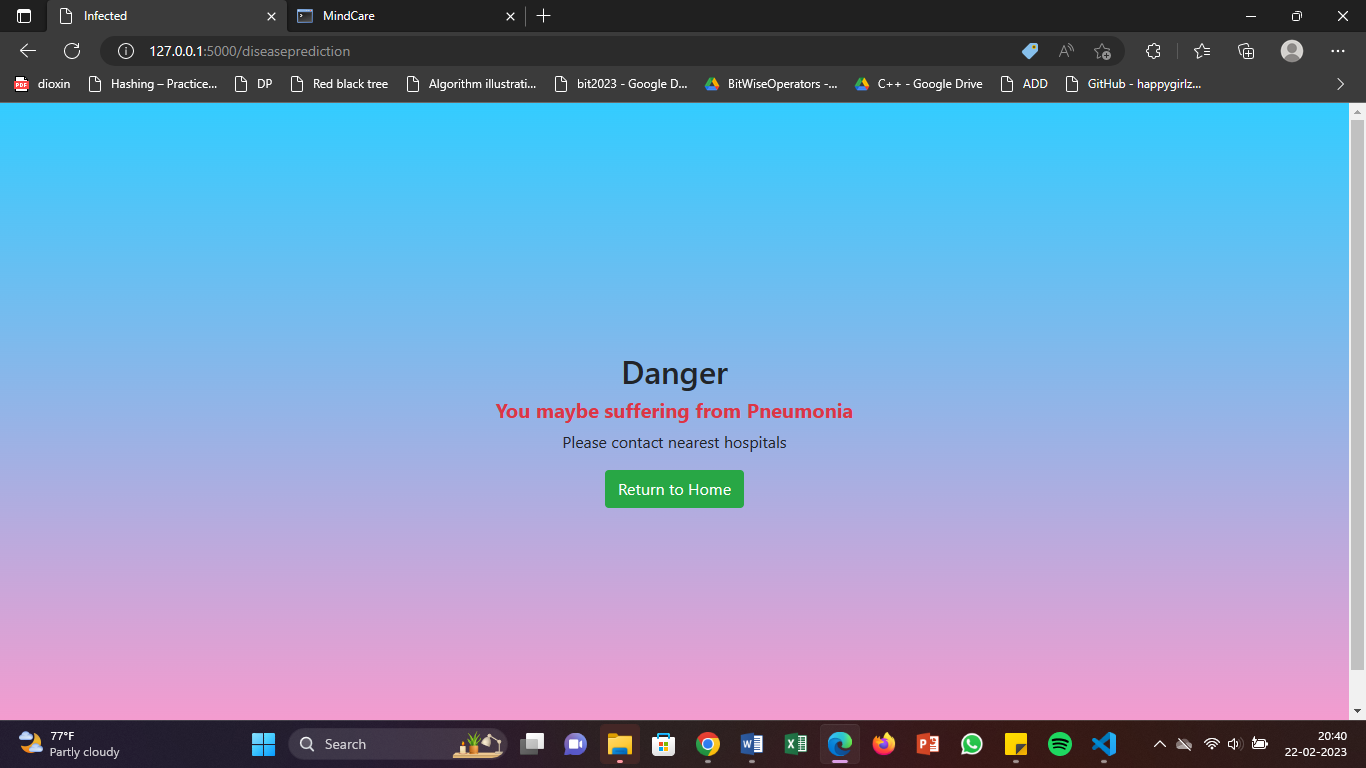 Infected
MindCare
127.0.0.1:5000/diseaseprediction
dioxin
Hashing – Practice...
DP
Red black tree
Algorithm illustrati...
bit2023 - Google D...
BitWiseOperators -...
C++ - Google Drive
ADD
GitHub - happygirlz...
Danger
You maybe suffering from Pneumonia
Please contact nearest hospitals
Return to Home
77°F
Partly cloudy
Search
20:40
22-02-2023